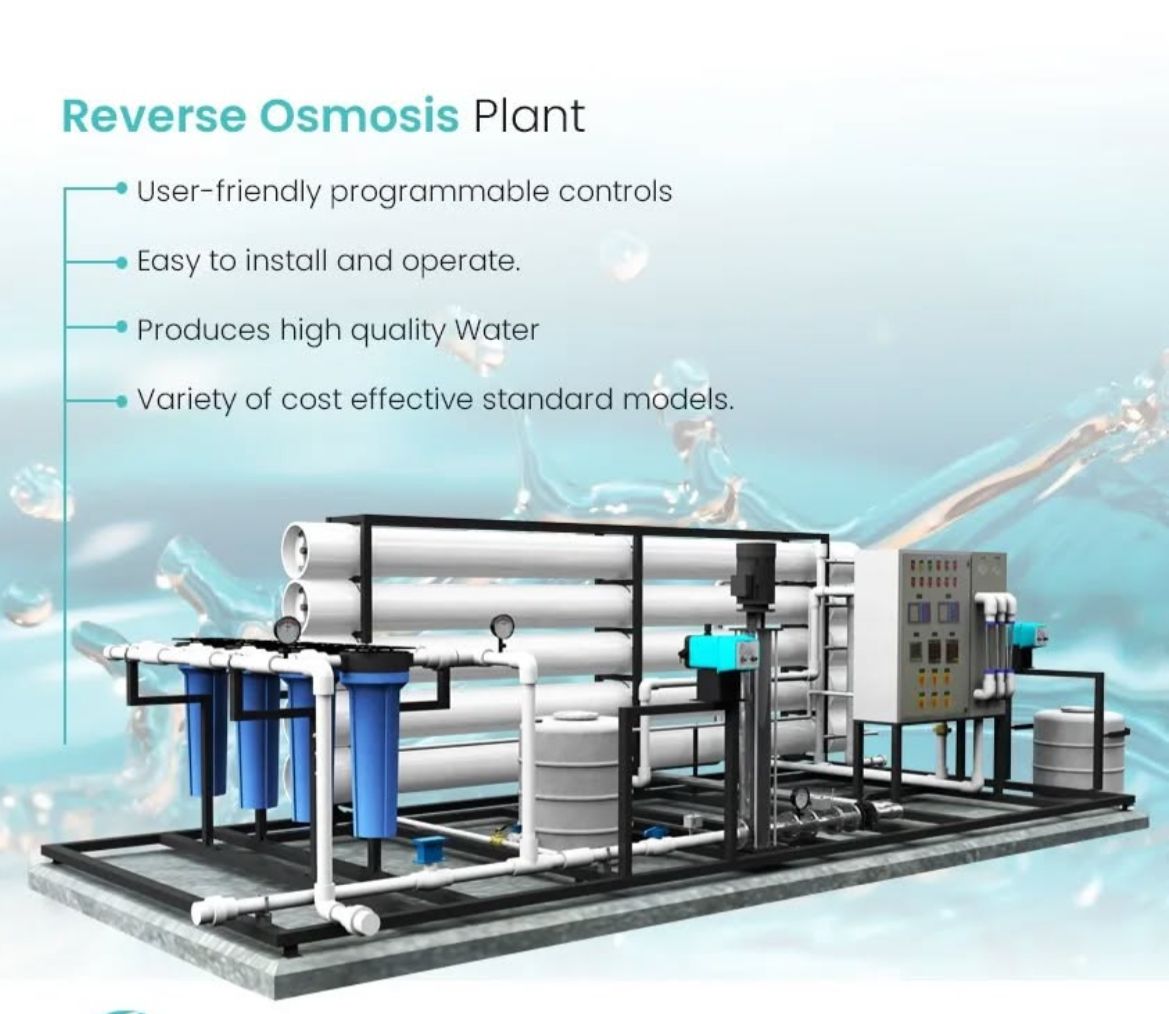 Reverse Osmosis Plant
User-friendly programmable controls
Easy to install and operate.
Produces high quality Water
Variety of cost effective standard models.